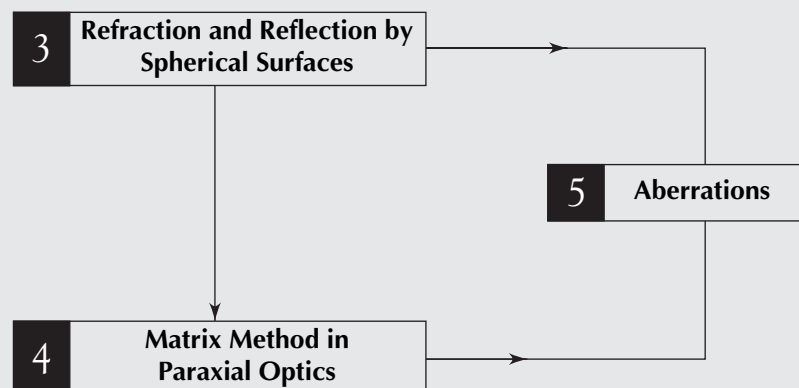 3
Refraction and Reflection by
Spherical Surfaces
5
Aberrations
4
Matrix Method in
Paraxial Optics